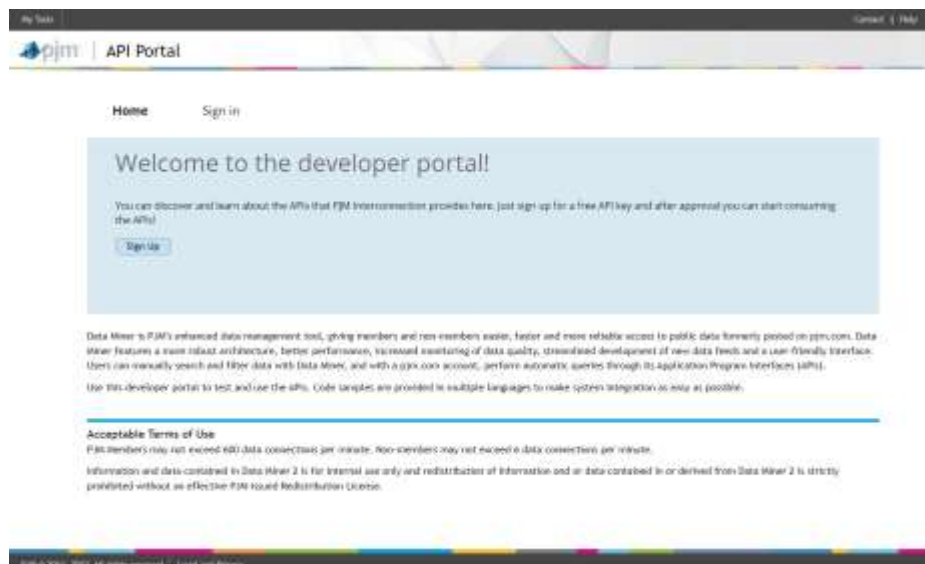 My Tools
Contact | Help
pjm | API Portal
Home Sign in
Welcome to the developer portal!
You can discover and learn about the APIs that PJM Interconnection provides here. Just sign up for a free API key and after approval you can start consuming
the APIs!
Sign Up
Data Miner is PJM's enhanced data management tool, giving members and non-members easier, faster and more reliable access to public data formerly posted on pjm.com. Data
Miner features a more robust architecture, better performance, increased monitoring of data quality, streamlined development of new data feeds and a user-friendly interface.
Users can manually search and filter data with Data Miner, and with a pjm.com account, perform automatic queries through its Application Program Interfaces (APIs).
Use this developer portal to test and use the APIs. Code samples are provided in multiple languages to make system integration as easy as possible.
Acceptable Terms of Use
PJM members may not exceed 600 data connections per minute. Non-members may not exceed 6 data connections per minute.
Information and data contained in Data Miner 2 is for internal use only and redistribution of information and or data contained in or derived from Data Miner 2 is strictly
prohibited without an effective PJM issued Redistribution License.